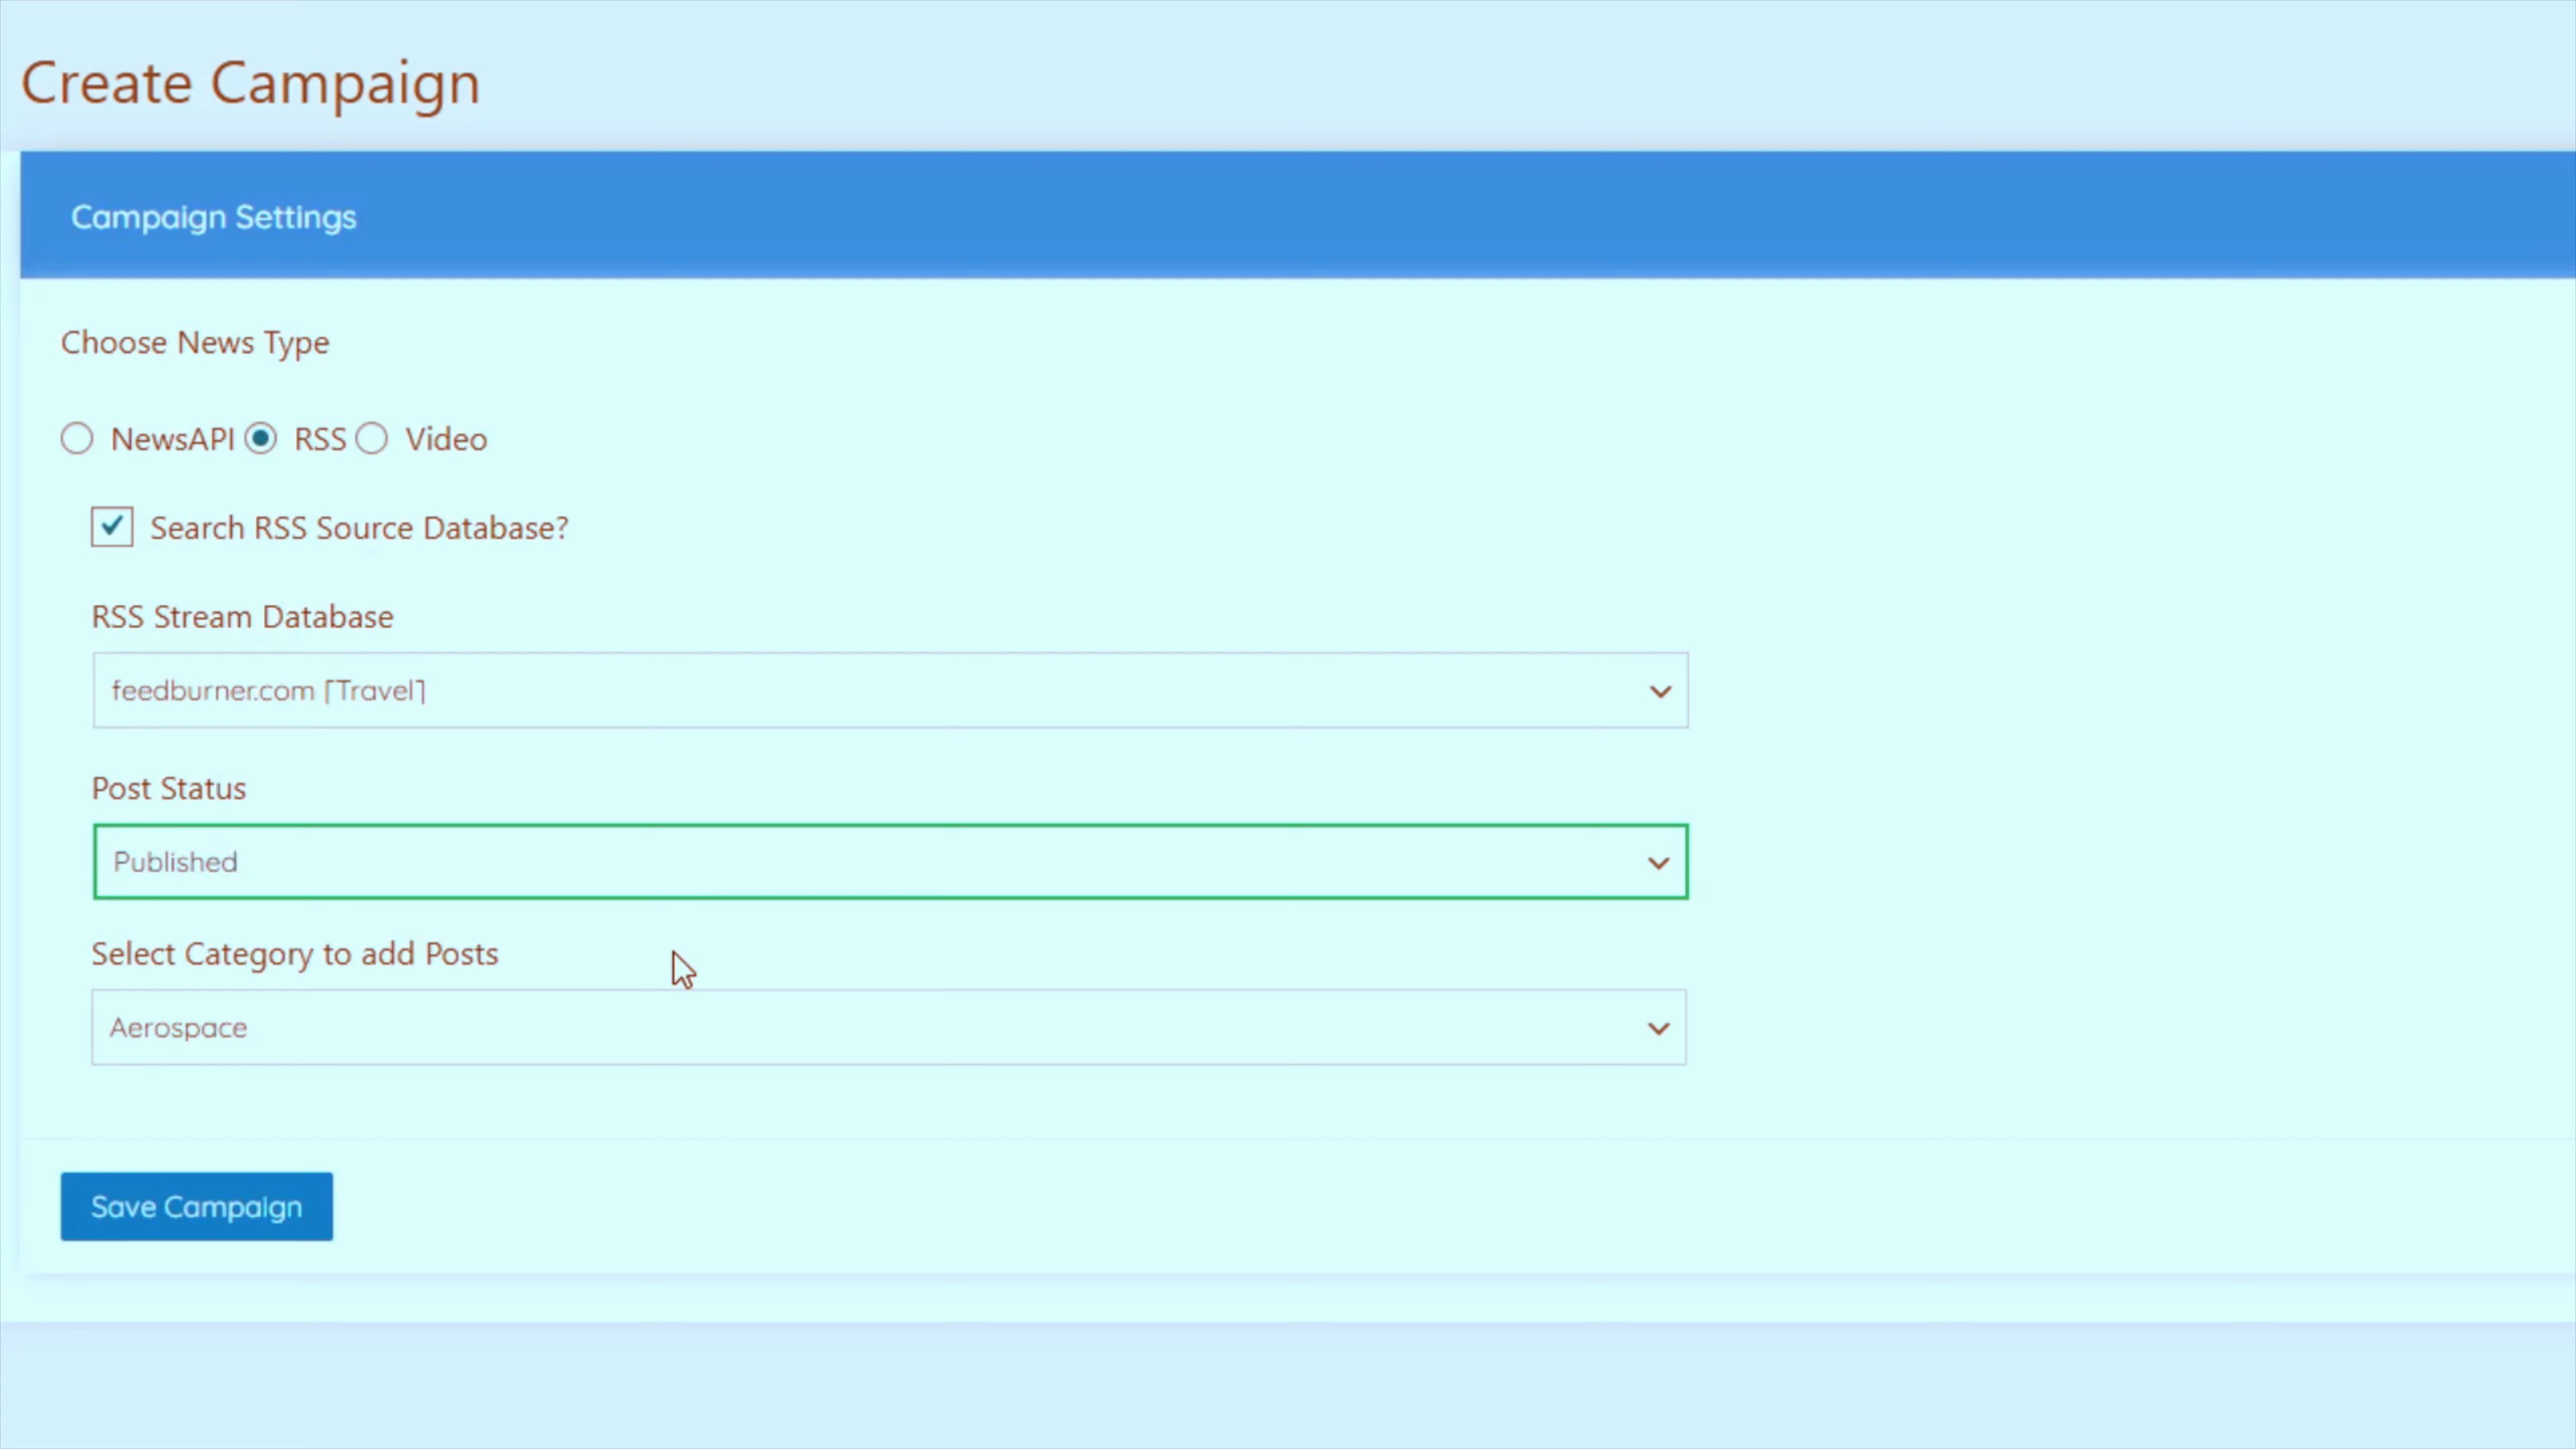 Create Campaign
Campaign Settings
Choose News Type
NewsAPI RSS Video
Search RSS Source Database?
RSS Stream Database
feedburner.com [Travel]
Post Status
Published
Select Category to add Posts
Aerospace
Save Campaign